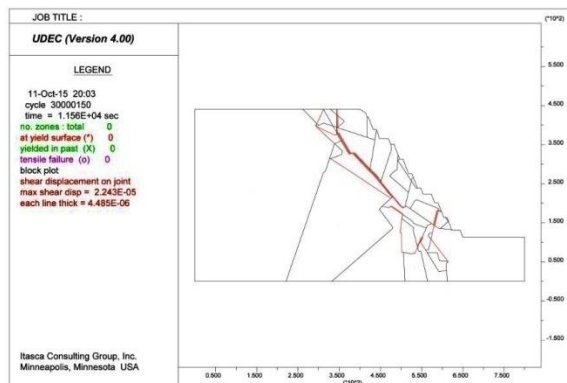 JOB TITLE :
UDEC (Version 4.00)
LEGEND
11-Oct-15 20:03
cycle 30000150
time = 1.156E+04 sec
no. zones : total 0
at yield surface (*) 0
yielded in past (X) 0
tensile failure (o) 0
block plot
shear displacement on joint
max shear disp = 2.243E-05
each line thick = 4.485E-06
Itasca Consulting Group, Inc.
Minneapolis, Minnesota USA
(*10^2)
5.500
4.500
3.500
2.500
1.500
0.500
-0.500
-1.500
0.500 1.500 2.500 3.500 4.500 5.500 6.500 7.500
(*10^2)